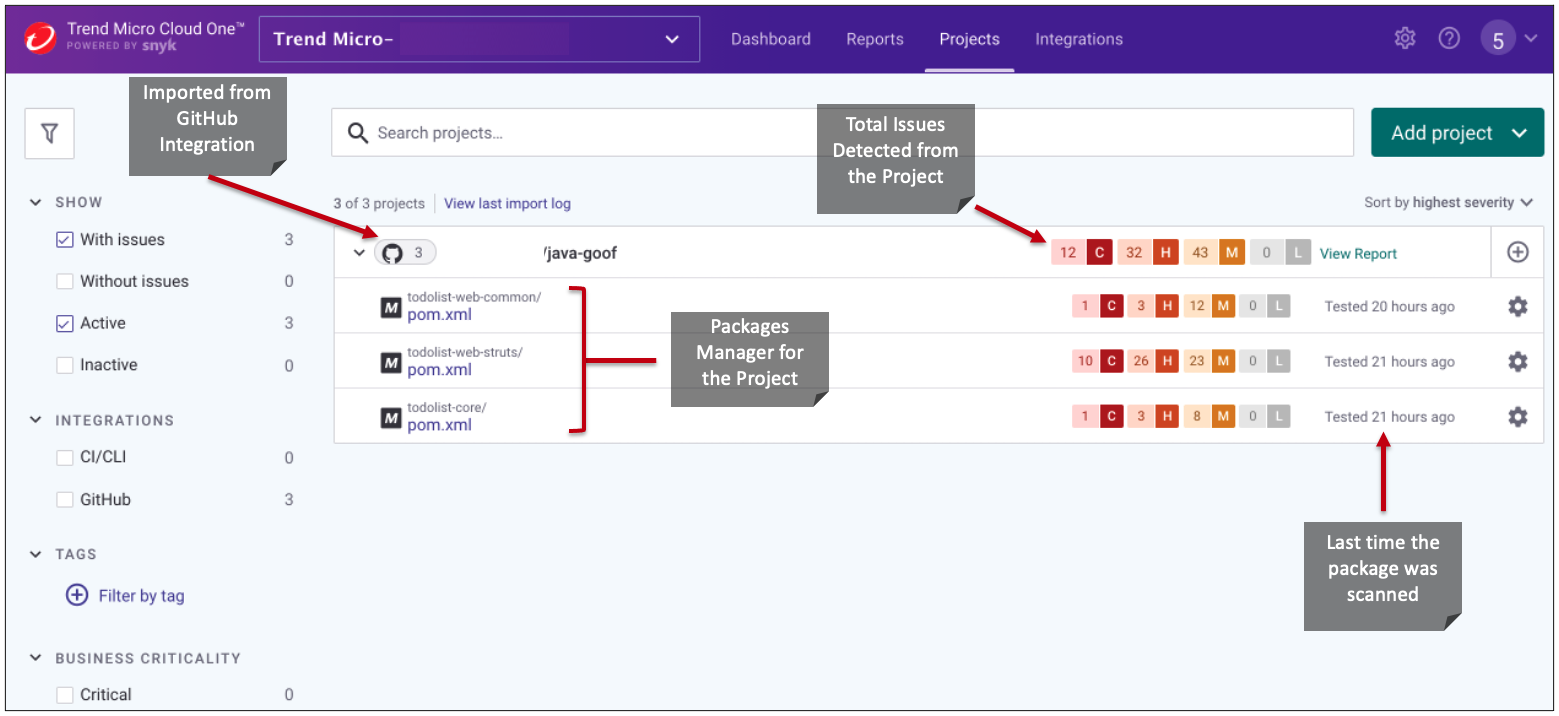 Trend Micro Cloud One™
POWERED BY snyk
Trend Micro-
Dashboard
Reports
Projects
Integrations
5
Imported from
GitHub
Integration
Search projects...
Total Issues
Detected from
the Project
Add project
3 of 3 projects
View last import log
Sort by highest severity
SHOW
With issues 3
Without issues 0
Active 3
Inactive 0
INTEGRATIONS
CI/CLI 0
GitHub 3
TAGS
Filter by tag
BUSINESS CRITICALITY
Critical 0
3 /java-goof 12 C 32 H 43 M 0 L View Report
todolist-web-common/
pom.xml 1 C 3 H 12 M 0 L Tested 20 hours ago
todolist-web-struts/
pom.xml 10 C 26 H 23 M 0 L Tested 21 hours ago
todolist-core/
pom.xml 1 C 3 H 8 M 0 L Tested 21 hours ago
Packages
Manager for
the Project
Last time the
package was
scanned